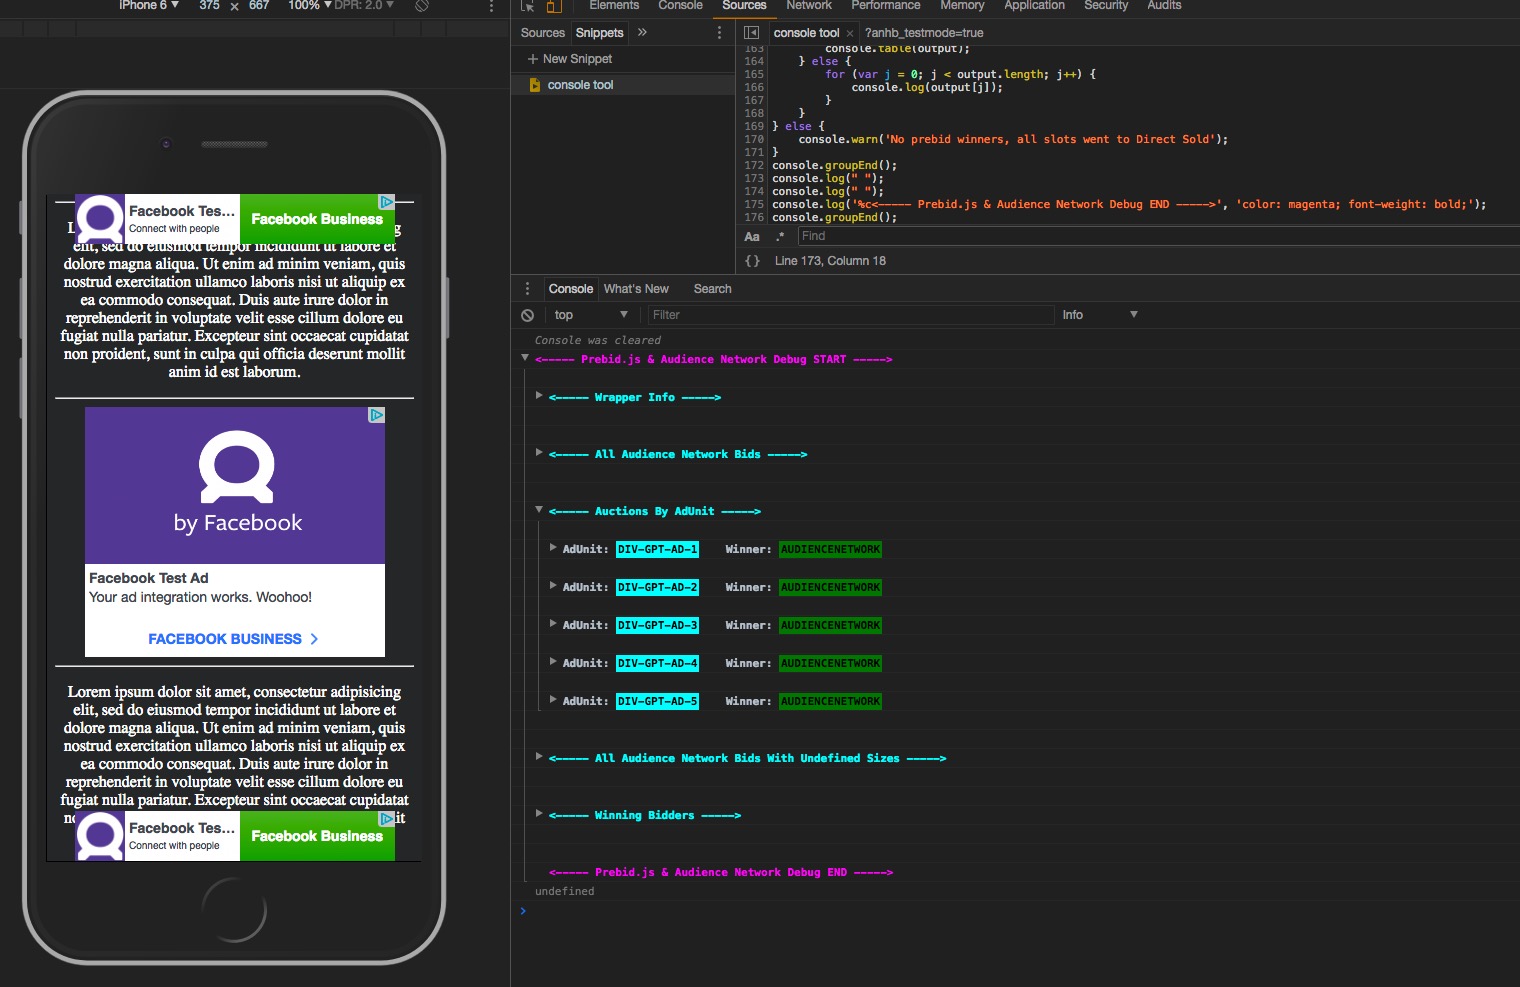 iPhone 6 ▼ 375 × 667 100% ▼ DPR: 2.0 ▼
Elements Console Sources Network Performance Memory Application Security Audits
Sources Snippets »
+ New Snippet
console tool
console tool × ?anhb_testmode=true
163 console.table(output);
164 } else {
165 for (var j = 0; j < output.length; j++) {
166 console.log(output[j]);
167 }
168 }
169 } else {
170 console.warn('No prebid winners, all slots went to Direct Sold');
171 }
172 console.groupEnd();
173 console.log(" ");
174 console.log(" ");
175 console.log('%c<----- Prebid.js & Audience Network Debug END ----->', 'color: magenta; font-weight: bold;');
176 console.groupEnd();
Aa .* Find
{} Line 173, Column 18
Console What's New Search
top ▼ Filter Info ▼
Console was cleared
<----- Prebid.js & Audience Network Debug START ----->
<----- Wrapper Info ----->
<----- All Audience Network Bids ----->
<----- Auctions By AdUnit ----->
AdUnit: DIV-GPT-AD-1 Winner: AUDIENCENETWORK
AdUnit: DIV-GPT-AD-2 Winner: AUDIENCENETWORK
AdUnit: DIV-GPT-AD-3 Winner: AUDIENCENETWORK
AdUnit: DIV-GPT-AD-4 Winner: AUDIENCENETWORK
AdUnit: DIV-GPT-AD-5 Winner: AUDIENCENETWORK
<----- All Audience Network Bids With Undefined Sizes ----->
<----- Winning Bidders ----->
<----- Prebid.js & Audience Network Debug END ----->
undefined
>
Facebook Tes...
Connect with people
Facebook Business
elit, sed do eiusmod tempor incididunt ut labore et
dolore magna aliqua. Ut enim ad minim veniam, quis
nostrud exercitation ullamco laboris nisi ut aliquip ex
ea commodo consequat. Duis aute irure dolor in
reprehenderit in voluptate velit esse cillum dolore eu
fugiat nulla pariatur. Excepteur sint occaecat cupidatat
non proident, sunt in culpa qui officia deserunt mollit
anim id est laborum.
by Facebook
Facebook Test Ad
Your ad integration works. Woohoo!
FACEBOOK BUSINESS >
Lorem ipsum dolor sit amet, consectetur adipisicing
elit, sed do eiusmod tempor incididunt ut labore et
dolore magna aliqua. Ut enim ad minim veniam, quis
nostrud exercitation ullamco laboris nisi ut aliquip ex
ea commodo consequat. Duis aute irure dolor in
reprehenderit in voluptate velit esse cillum dolore eu
fugiat nulla pariatur. Excepteur sint occaecat cupidatat
Facebook Tes...
Connect with people
Facebook Business